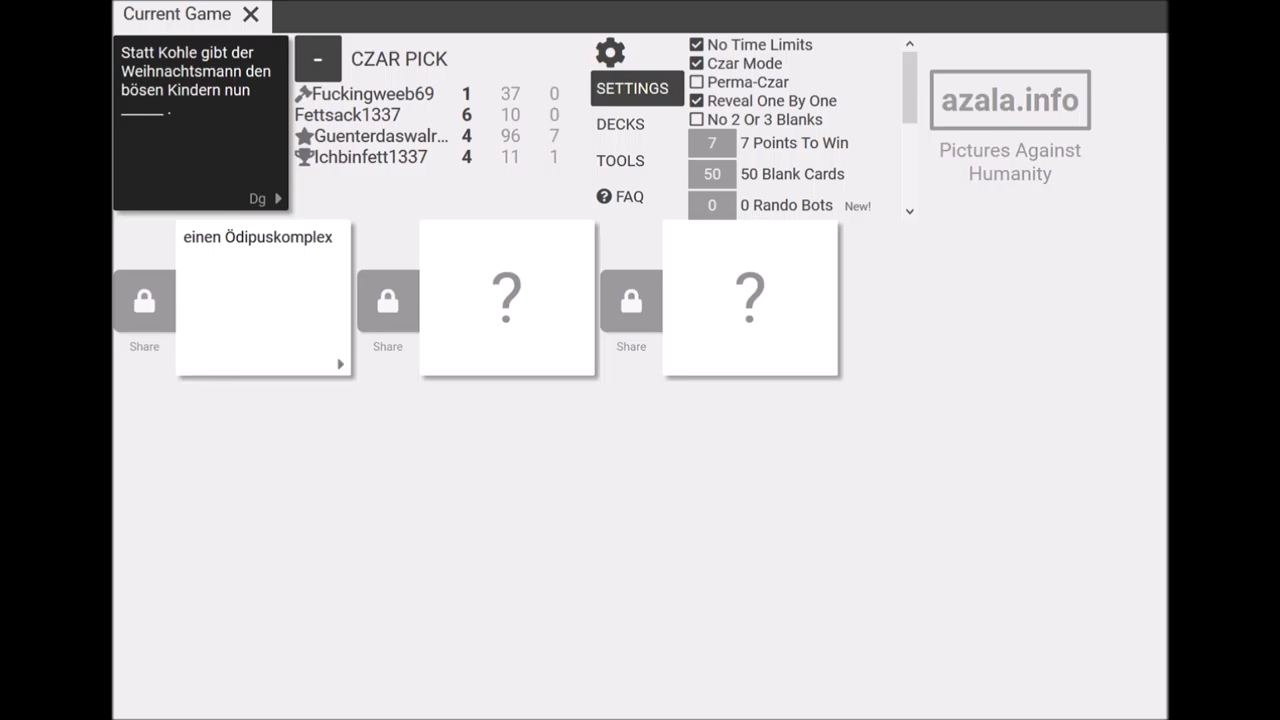 Current Game
Statt Kohle gibt der
Weihnachtsmann den
bösen Kindern nun
_____ .
Dg
-
CZAR PICK
Fuckingweeb69 1 37 0
Fettsack1337 6 10 0
Guenterdaswalr... 4 96 7
Ichbinfett1337 4 11 1
SETTINGS
DECKS
TOOLS
? FAQ
No Time Limits
Czar Mode
Perma-Czar
Reveal One By One
No 2 Or 3 Blanks
7 7 Points To Win
50 50 Blank Cards
0 0 Rando Bots New!
azala.info
Pictures Against
Humanity
einen Ödipuskomplex
?
?
Share
Share
Share